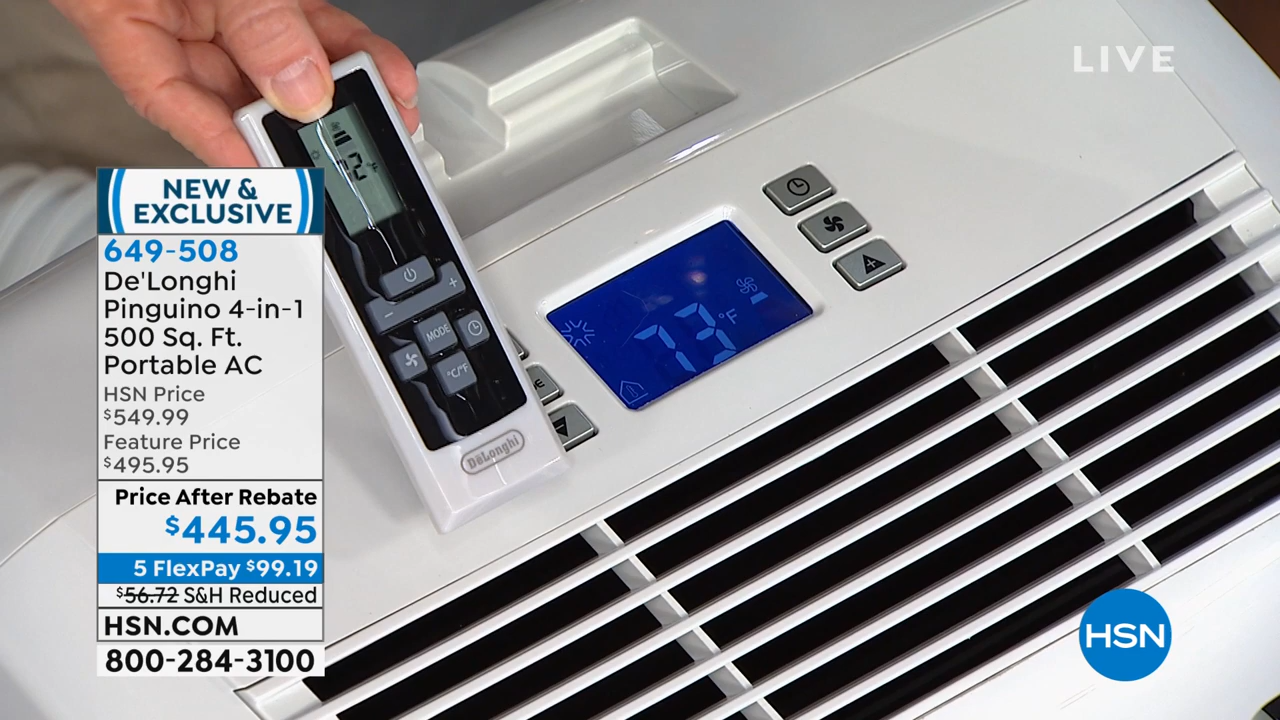 LIVE
NEW &
EXCLUSIVE
649-508
De'Longhi
Pinguino 4-in-1
500 Sq. Ft.
Portable AC
HSN Price
$549.99
Feature Price
$495.95
Price After Rebate
$445.95
5 FlexPay $99.19
$56.72 S&H Reduced
HSN.COM
800-284-3100
°F
+
-
MODE
°C/°F
DeLonghi
73°F
HSN